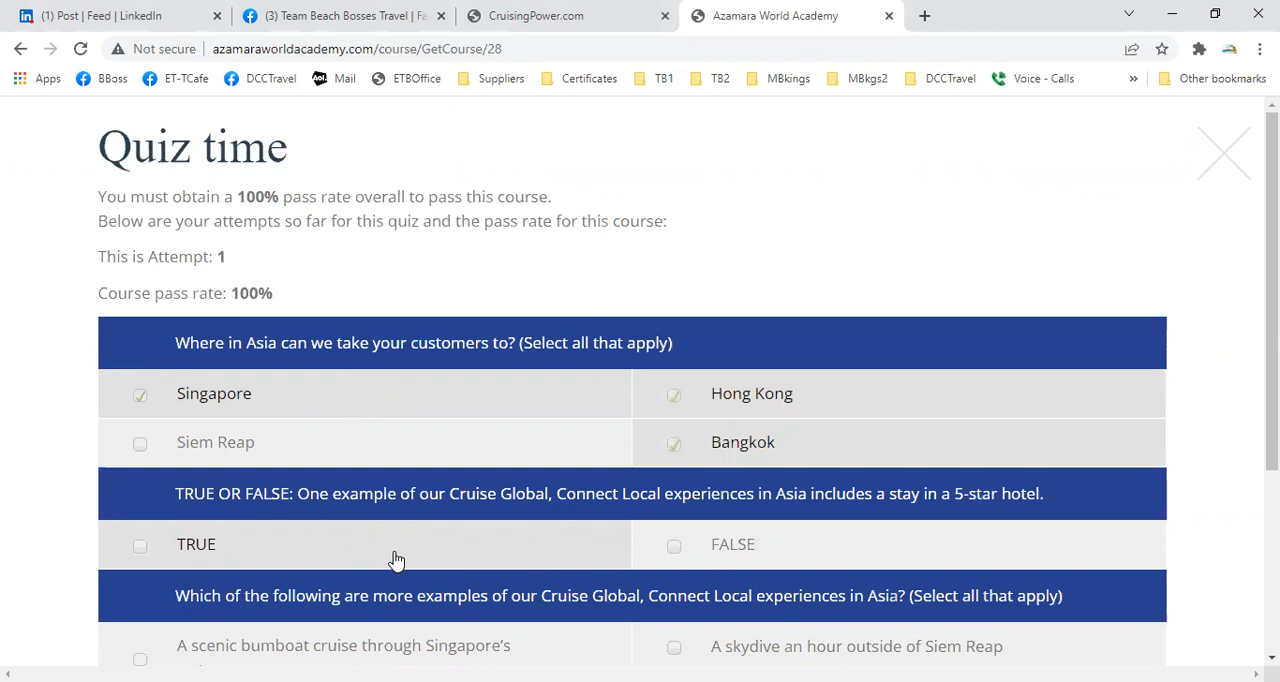 (1) Post | Feed | LinkedIn
(3) Team Beach Bosses Travel | Fa
CruisingPower.com
Azamara World Academy
Not secure | azamaraworldacademy.com/course/GetCourse/28
Apps BBoss ET-TCafe DCCTravel Mail ETBOffice Suppliers Certificates TB1 TB2 MBkings MBkgs2 DCCTravel Voice - Calls » Other bookmarks
Quiz time
You must obtain a 100% pass rate overall to pass this course.
Below are your attempts so far for this quiz and the pass rate for this course:
This is Attempt: 1
Course pass rate: 100%
Where in Asia can we take your customers to? (Select all that apply)
Singapore
Hong Kong
Siem Reap
Bangkok
TRUE OR FALSE: One example of our Cruise Global, Connect Local experiences in Asia includes a stay in a 5-star hotel.
TRUE
FALSE
Which of the following are more examples of our Cruise Global, Connect Local experiences in Asia? (Select all that apply)
A scenic bumboat cruise through Singapore's
A skydive an hour outside of Siem Reap